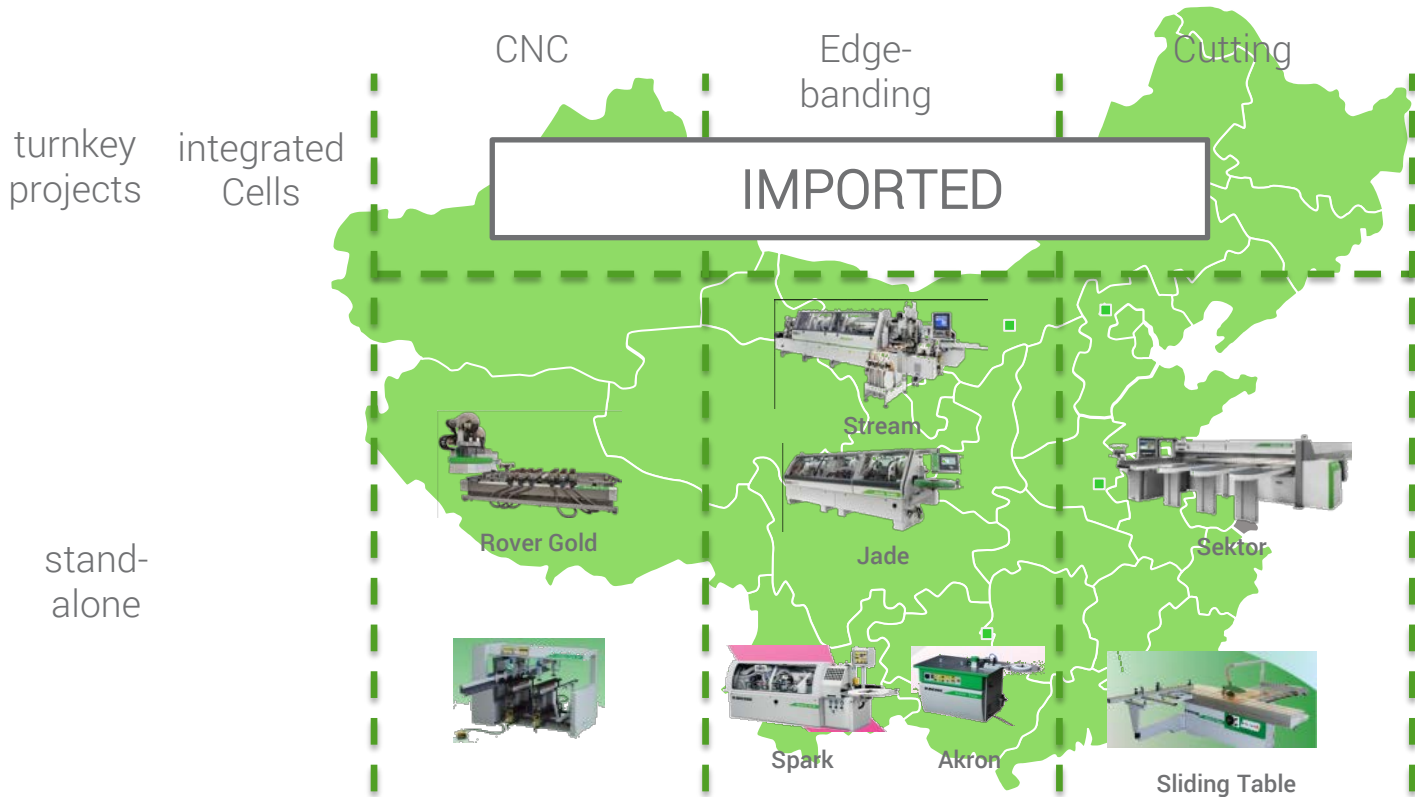 CNC
Edge-
banding
Cutting
turnkey
projects
integrated
Cells
IMPORTED
Stream
Rover Gold
Jade
Sektor
stand-
alone
Spark
Akron
Sliding Table